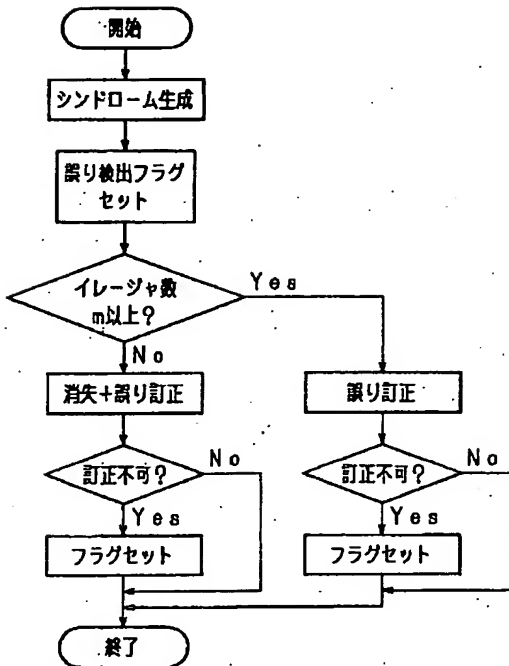 開始
シンドローム生成
誤り検出フラグ
セット
イレージャ数
m以上?
Yes
No
消失+誤り訂正
誤り訂正
訂正不可?
No
Yes
訂正不可?
No
Yes
フラグセット
フラグセット
終了